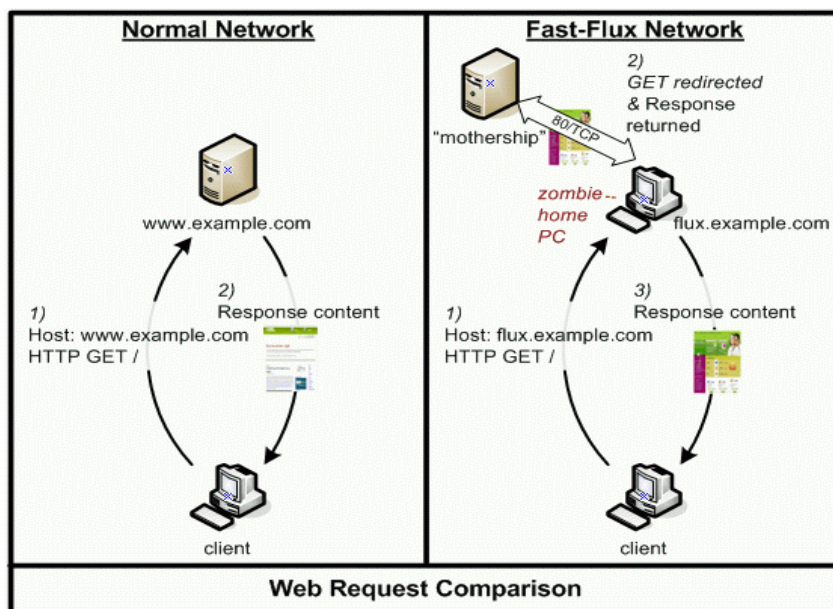 Normal Network
www.example.com
1)
Host: www.example.com
HTTP GET /
2)
Response content
client
Fast-Flux Network
"mothership"
80/TCP
2)
GET redirected
& Response
returned
zombie
home
PC
flux.example.com
1)
Host: flux.example.com
HTTP GET /
3)
Response content
client
Web Request Comparison